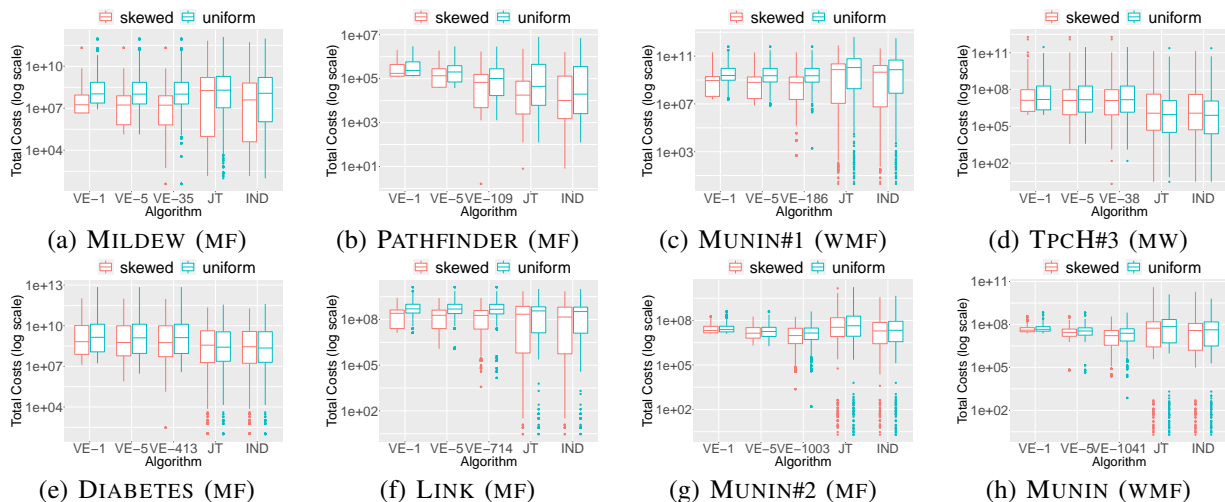 skewed uniform
Total Costs (log scale)
1e+10
1e+07
1e+04
VE-1 VE-5 VE-35 JT IND
Algorithm
(a) MILDEW (MF)
skewed uniform
Total Costs (log scale)
1e+07
1e+05
1e+03
1e+01
VE-1 VE-5 VE-109 JT IND
Algorithm
(b) PATHFINDER (MF)
skewed uniform
Total Costs (log scale)
1e+11
1e+07
1e+03
VE-1 VE-5 VE-186 JT IND
Algorithm
(c) MUNIN#1 (WMF)
skewed uniform
Total Costs (log scale)
1e+11
1e+08
1e+05
1e+02
VE-1 VE-5 VE-38 JT IND
Algorithm
(d) TPCH#3 (MW)
skewed uniform
Total Costs (log scale)
1e+13
1e+10
1e+07
1e+04
VE-1 VE-5 VE-413 JT IND
Algorithm
(e) DIABETES (MF)
skewed uniform
Total Costs (log scale)
1e+08
1e+05
1e+02
VE-1 VE-5 VE-714 JT IND
Algorithm
(f) LINK (MF)
skewed uniform
Total Costs (log scale)
1e+08
1e+05
1e+02
VE-1 VE-5 VE-1003 JT IND
Algorithm
(g) MUNIN#2 (MF)
skewed uniform
Total Costs (log scale)
1e+11
1e+08
1e+05
1e+02
VE-1 VE-5 VE-1041 JT IND
Algorithm
(h) MUNIN (WMF)